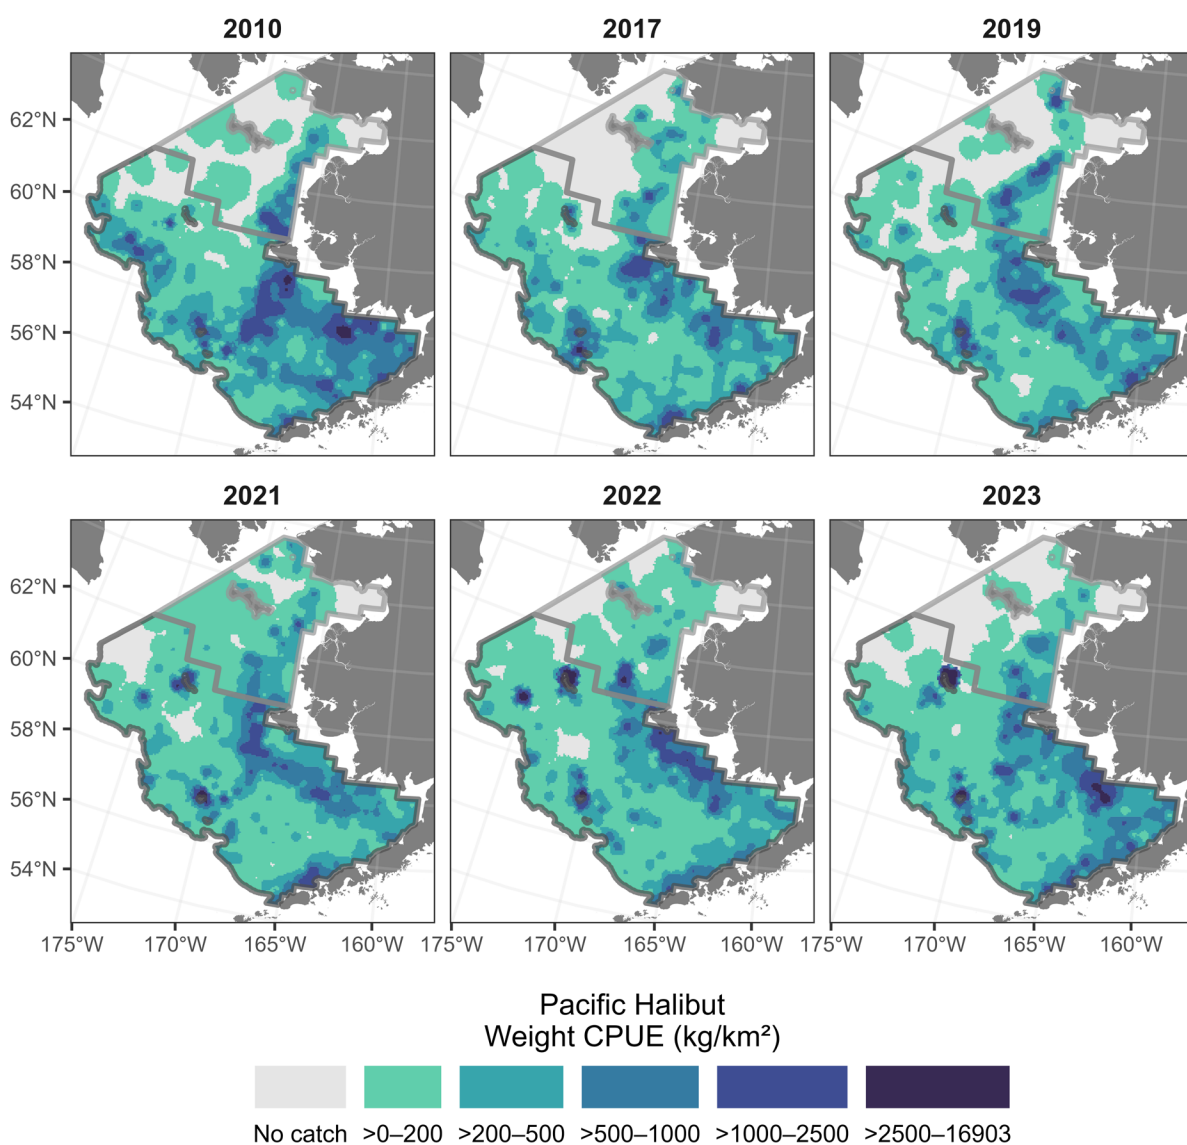 2010 2017 2019
62°N
60°N
58°N
56°N
54°N
2021 2022 2023
62°N
60°N
58°N
56°N
54°N
175°W 170°W 165°W 160°W 175°W 170°W 165°W 160°W 175°W 170°W 165°W 160°W
Pacific Halibut
Weight CPUE (kg/km²)
No catch >0–200 >200–500 >500–1000 >1000–2500 >2500–16903